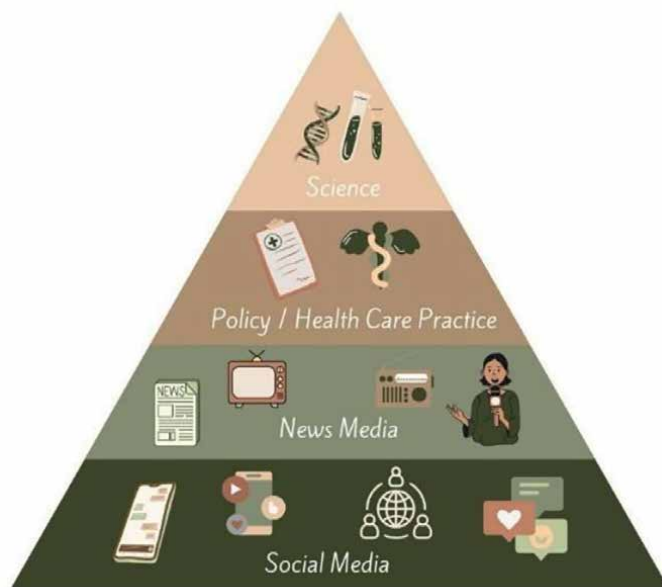 Science
Policy / Health Care Practice
NEWS
News Media
Social Media